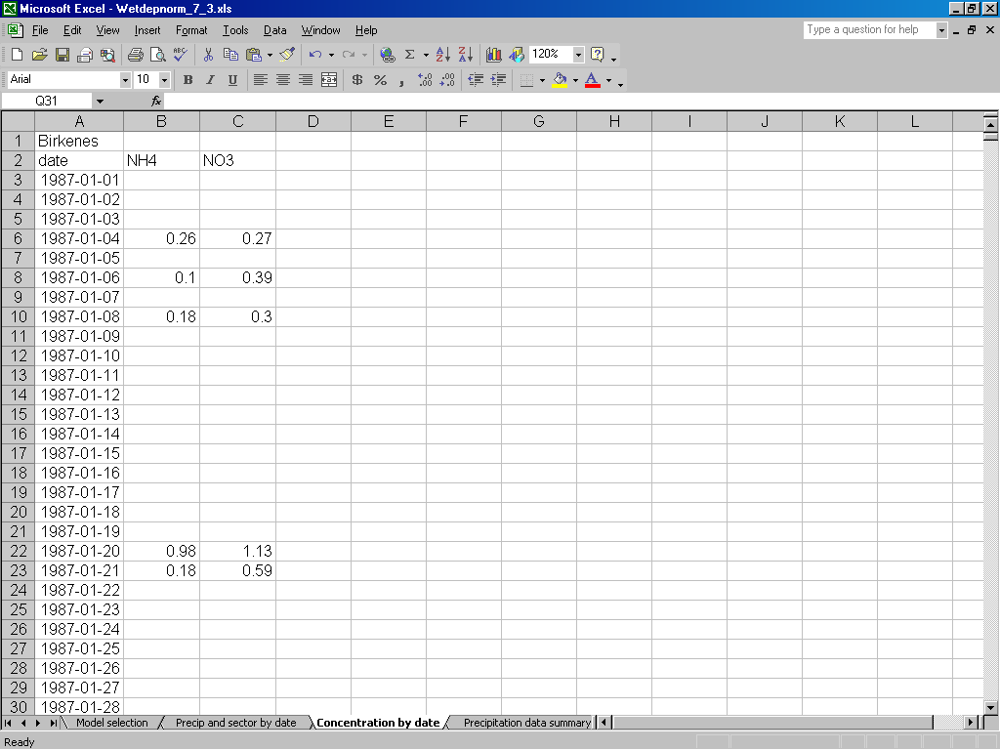 Microsoft Excel - Wetdepnorm_7_3.xls
File Edit View Insert Format Tools Data Window Help Type a question for help
Σ 120% ?
Arial 10 B I U $ % ,
Q31 fx
A B C D E F G H I J K L
1 Birkenes
2 date NH4 NO3
3 1987-01-01
4 1987-01-02
5 1987-01-03
6 1987-01-04 0.26 0.27
7 1987-01-05
8 1987-01-06 0.1 0.39
9 1987-01-07
10 1987-01-08 0.18 0.3
11 1987-01-09
12 1987-01-10
13 1987-01-11
14 1987-01-12
15 1987-01-13
16 1987-01-14
17 1987-01-15
18 1987-01-16
19 1987-01-17
20 1987-01-18
21 1987-01-19
22 1987-01-20 0.98 1.13
23 1987-01-21 0.18 0.59
24 1987-01-22
25 1987-01-23
26 1987-01-24
27 1987-01-25
28 1987-01-26
29 1987-01-27
30 1987-01-28
Model selection Precip and sector by date Concentration by date Precipitation data summary
Ready